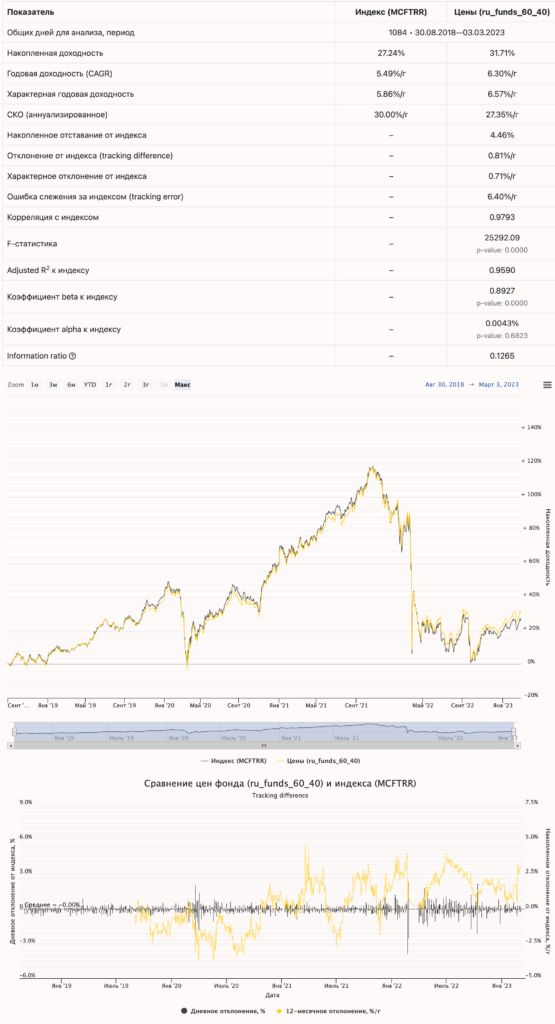 Показатель Индекс (MCFTRR) Цены (ru_funds_60_40)
Общих дней для анализа, период 1084 • 30.08.2018—03.03.2023
Накопленная доходность 27.24% 31.71%
Годовая доходность (CAGR) 5.49%/г 6.30%/г
Характерная годовая доходность 5.86%/г 6.57%/г
СКО (аннуализированное) 30.00%/г 27.35%/г
Накопленное отставание от индекса – 4.46%
Отклонение от индекса (tracking difference) – 0.81%/г
Характерное отклонение от индекса – 0.71%/г
Ошибка слежения за индексом (tracking error) – 6.40%/г
Корреляция с индексом – 0.9793
F-статистика – 25292.09
p-value: 0.0000
Adjusted R² к индексу – 0.9590
Коэффициент beta к индексу – 0.8927
p-value: 0.0000
Коэффициент alpha к индексу – 0.0043%
p-value: 0.6823
Information ratio – 0.1265
Zoom 1м 3м 6м YTD 1г 2г 3г 5г Макс Авг 30, 2018 → Март 3, 2023
+ 140%
+ 120%
+ 100%
+ 80%
+ 60%
+ 40%
+ 20%
0%
−20%
Накопленная доходность
Сент '... Янв '19 Май '19 Сент '19 Янв '20 Май '20 Сент '20 Янв '21 Май '21 Сент '21 Май '22 Сент '22 Янв '23
Янв '19 Июль '19 Янв '20 Июль '20 Янв '21 Июль '21 Июль '22
Индекс (MCFTRR) Цены (ru_funds_60_40)
Сравнение цен фонда (ru_funds_60_40) и индекса (MCFTRR)
Tracking difference
9.0% 7.5%
6.0% 5.0%
3.0% 2.5%
0 Среднее = −0.00% 0.0%
−3.0% −2.5%
−6.0% −5.0%
Дневное отклонение от индекса, %
Накопленное отклонение от индекса, %/г
Янв '19 Июль '19 Янв '20 Июль '20 Янв '21 Июль '21 Янв '22 Июль '22 Янв '23
Дата
Дневное отклонение, % 12-месячное отклонение, %/г